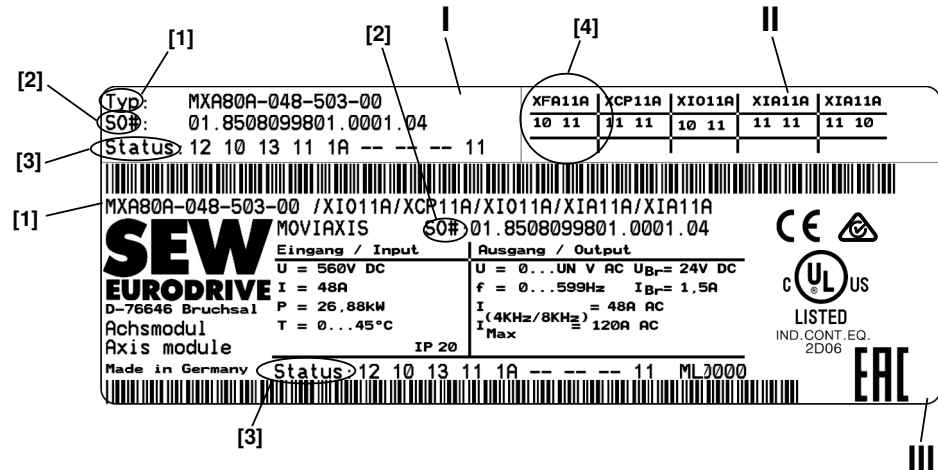 [1]
[2]
I
[4]
II
[2]
Typ: MXA80A-048-503-00
SO#: 01.8508099801.0001.04
Status: 12 10 13 11 1A -- -- -- 11
[3]
XFA11A XCP11A XIO11A XIA11A XIA11A
10 11 11 11 10 11 11 11 11 10
[2]
[1]
MXA80A-048-503-00 /XIO11A/XCP11A/XIO11A/XIA11A/XIA11A
SEW
EURODRIVE
D-76646 Bruchsal
Achsmodul
Axis module
Made in Germany
MOVIAXIS SO#:01.8508099801.0001.04
Eingang / Input
U = 560V DC
I = 48A
P = 26,88kW
T = 0...45°C
IP 20
Ausgang / Output
U = 0...UN V AC UBr= 24V DC
f = 0...599Hz IBr= 1,5A
I(4KHz/8KHz) = 48A AC
IMax = 120A AC
Status:12 10 13 11 1A -- -- -- 11 ML0000
CE
C UL US
®
LISTED
IND.CONT.EQ.
2D06
EAC
[3]
III